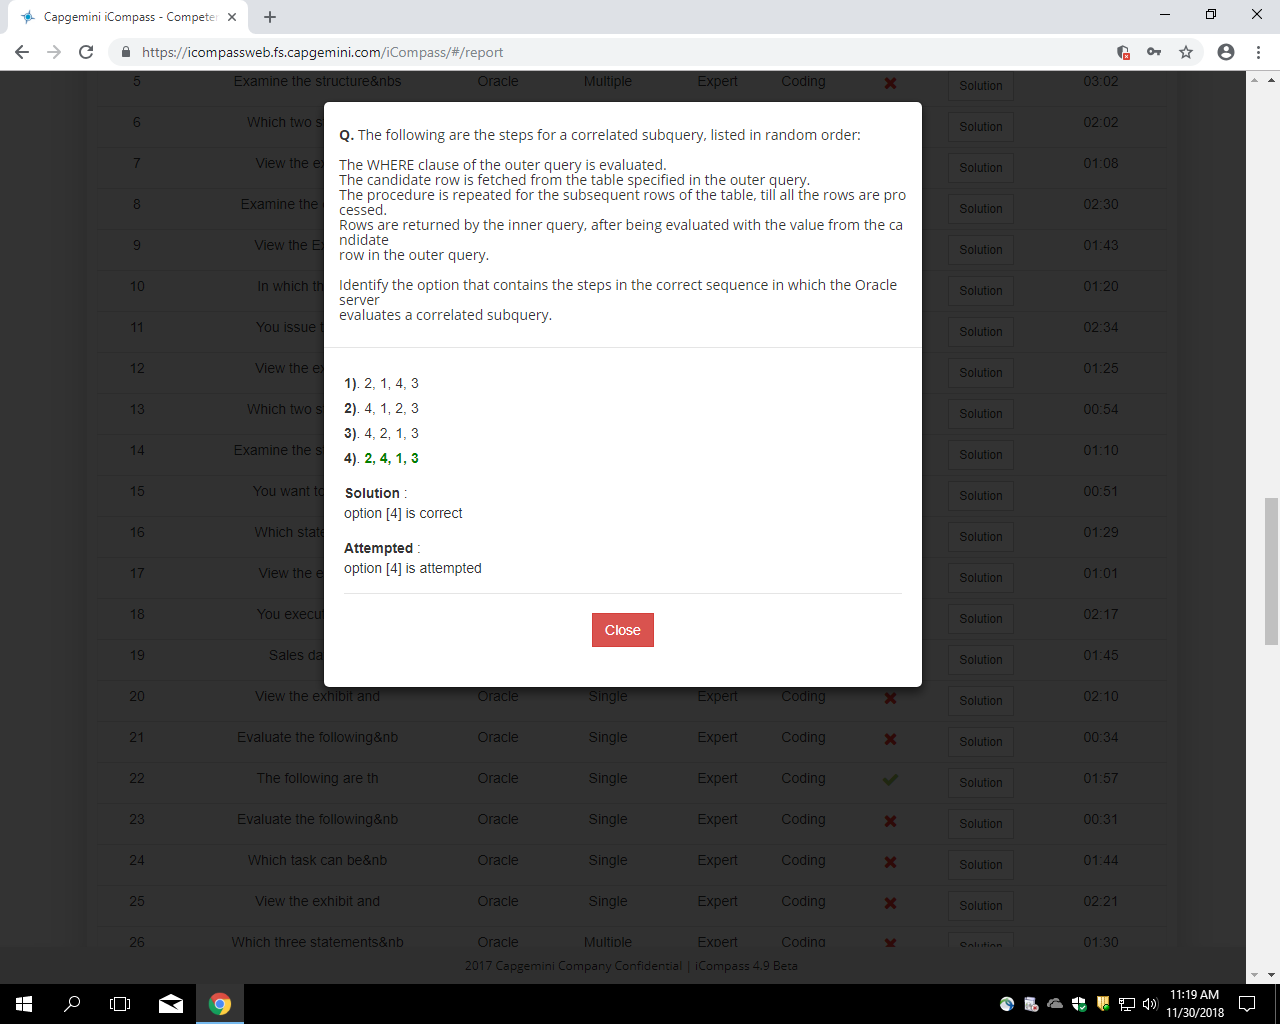 Capgemini iCompass - Competer
https://icompassweb.fs.capgemini.com/iCompass/#/report
5 Examine the structure&nbs Oracle Multiple Expert Coding Solution 03:02
6 Which two s Solution 02:02
7 View the ex Solution 01:08
8 Examine the Solution 02:30
9 View the E Solution 01:43
10 In which th Solution 01:20
11 You issue t Solution 02:34
12 View the ex Solution 01:25
13 Which two s Solution 00:54
14 Examine the s Solution 01:10
15 You want to Solution 00:51
16 Which state Solution 01:29
17 View the e Solution 01:01
18 You execu Solution 02:17
19 Sales da Solution 01:45
Q. The following are the steps for a correlated subquery, listed in random order:
The WHERE clause of the outer query is evaluated.
The candidate row is fetched from the table specified in the outer query.
The procedure is repeated for the subsequent rows of the table, till all the rows are pro
cessed.
Rows are returned by the inner query, after being evaluated with the value from the ca
ndidate
row in the outer query.
Identify the option that contains the steps in the correct sequence in which the Oracle
server
evaluates a correlated subquery.
1). 2, 1, 4, 3
2). 4, 1, 2, 3
3). 4, 2, 1, 3
4). 2, 4, 1, 3
Solution :
option [4] is correct
Attempted :
option [4] is attempted
Close
20 View the exhibit and Oracle Single Expert Coding Solution 02:10
21 Evaluate the following&nb Oracle Single Expert Coding Solution 00:34
22 The following are th Oracle Single Expert Coding Solution 01:57
23 Evaluate the following&nb Oracle Single Expert Coding Solution 00:31
24 Which task can be&nb Oracle Single Expert Coding Solution 01:44
25 View the exhibit and Oracle Single Expert Coding Solution 02:21
26 Which three statements&nb Oracle Multiple Expert Coding Solution 01:30
2017 Capgemini Company Confidential | iCompass 4.9 Beta
11:19 AM
11/30/2018